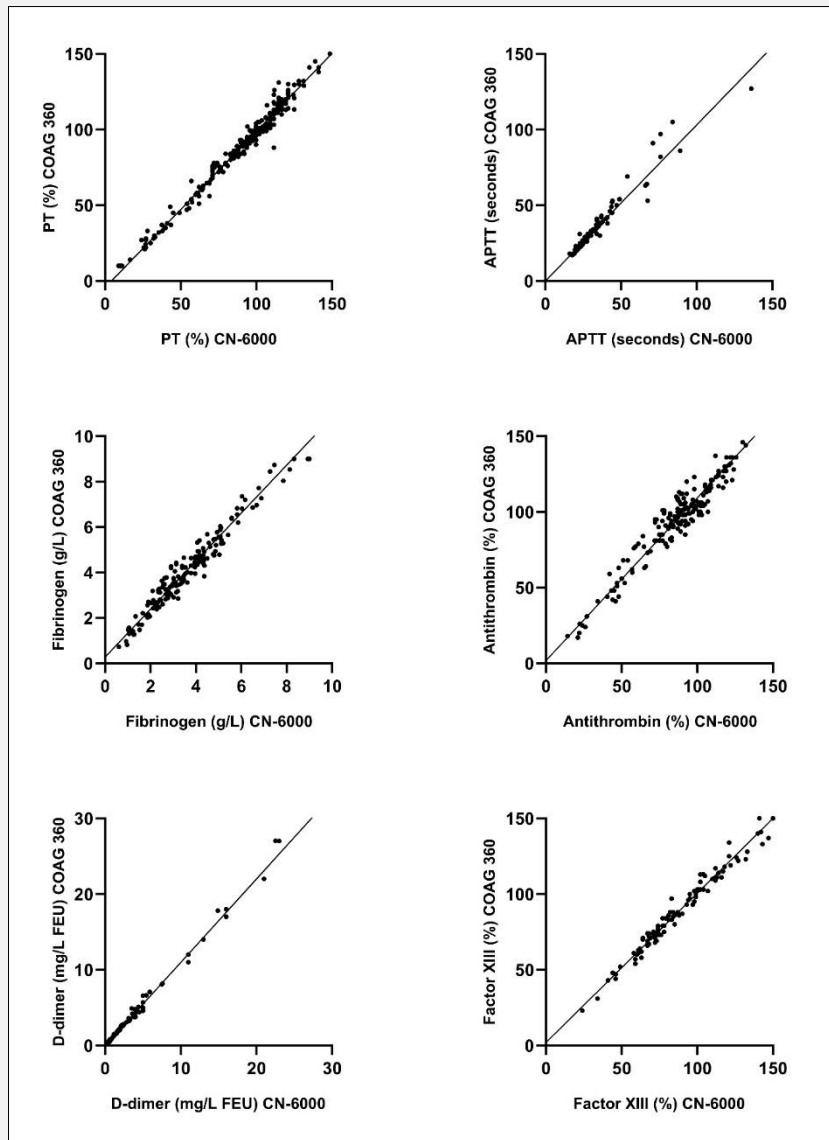 150
100
50
0
PT (%) COAG 360
0 50 100 150
PT (%) CN-6000
150
100
50
0
APTT (seconds) COAG 360
0 50 100 150
APTT (seconds) CN-6000
10
8
6
4
2
0
Fibrinogen (g/L) COAG 360
0 2 4 6 8 10
Fibrinogen (g/L) CN-6000
150
100
50
0
Antithrombin (%) COAG 360
0 50 100 150
Antithrombin (%) CN-6000
30
20
10
0
D-dimer (mg/L FEU) COAG 360
0 10 20 30
D-dimer (mg/L FEU) CN-6000
150
100
50
0
Factor XIII (%) COAG 360
0 50 100 150
Factor XIII (%) CN-6000